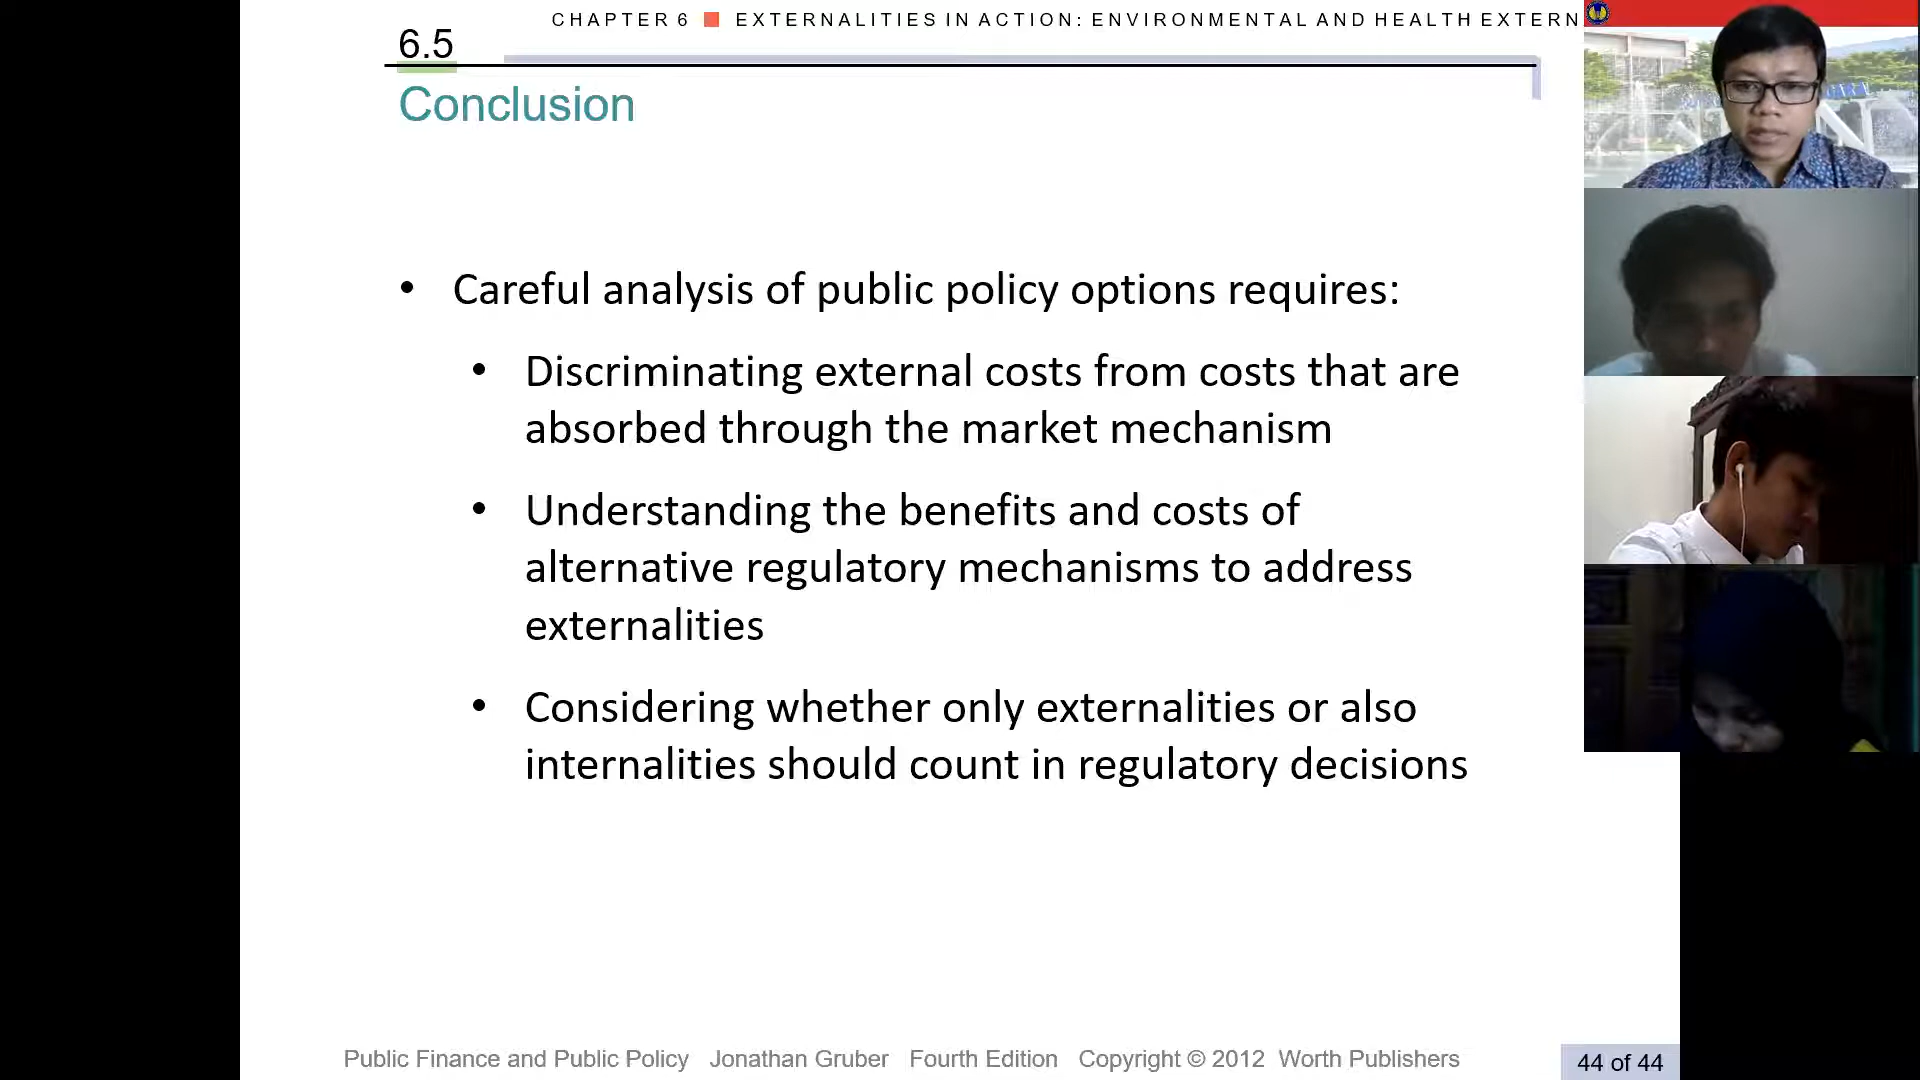 CHAPTER 6 ■ EXTERNALITIES IN ACTION: ENVIRONMENTAL AND HEALTH EXTERN
6.5
Conclusion
• Careful analysis of public policy options requires:
• Discriminating external costs from costs that are
absorbed through the market mechanism
• Understanding the benefits and costs of
alternative regulatory mechanisms to address
externalities
• Considering whether only externalities or also
internalities should count in regulatory decisions
Public Finance and Public Policy Jonathan Gruber Fourth Edition Copyright © 2012 Worth Publishers
44 of 44